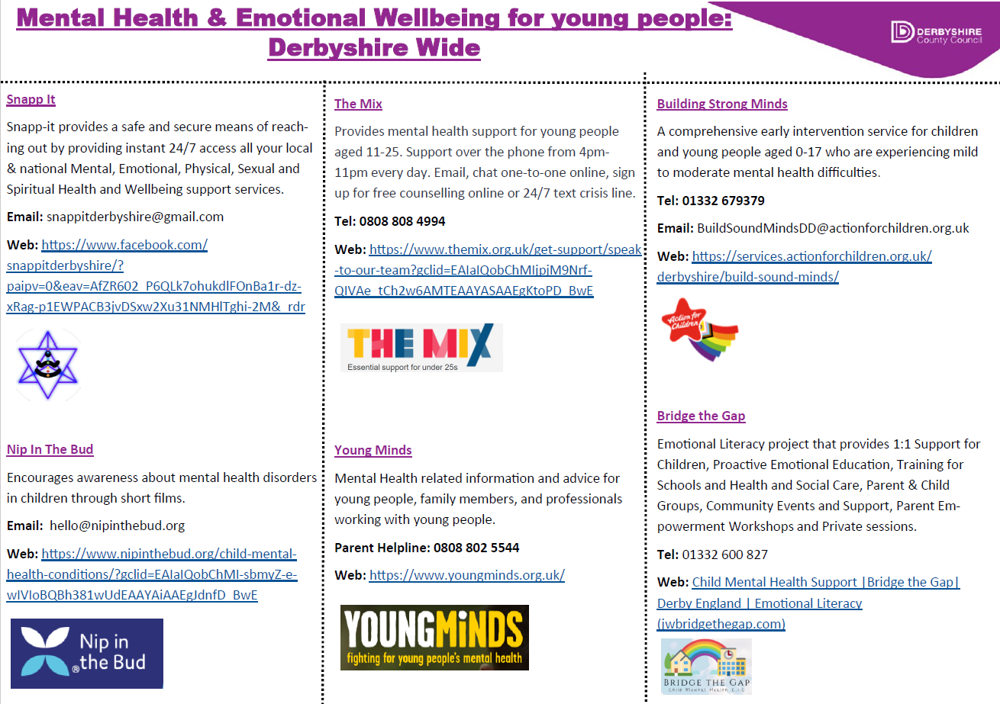 Mental Health & Emotional Wellbeing for young people:
Derbyshire Wide
DERBYSHIRE
County Council
Snapp It
Snapp-it provides a safe and secure means of reach-
ing out by providing instant 24/7 access all your local
& national Mental, Emotional, Physical, Sexual and
Spiritual Health and Wellbeing support services.
Email: snappitderbyshire@gmail.com
Web: https://www.facebook.com/
snappitderbyshire/?
paipv=0&eav=AfZR602_P6QLk7ohukdlFOnBa1r-dz-
xRag-p1EWPACB3jvDSxw2Xu31NMHlTghi-2M&_rdr
Nip In The Bud
Encourages awareness about mental health disorders
in children through short films.
Email:  hello@nipinthebud.org
Web: https://www.nipinthebud.org/child-mental-
health-conditions/?gclid=EAIaIQobChMI-sbmvZ-e-
wIVIoBQBh381wUdEAAYAiAAEgJdnfD_BwE
Nip in
the Bud
®
The Mix
Provides mental health support for young people
aged 11-25. Support over the phone from 4pm-
11pm every day. Email, chat one-to-one online, sign
up for free counselling online or 24/7 text crisis line.
Tel: 0808 808 4994
Web: https://www.themix.org.uk/get-support/speak
-to-our-team?gclid=EAIaIQobChMIjpjM9Nrf-
QIVAe_tCh2w6AMTEAAYASAAEgKtoPD_BwE
THE MIX
Essential support for under 25s
Young Minds
Mental Health related information and advice for
young people, family members, and professionals
working with young people.
Parent Helpline: 0808 802 5544
Web: https://www.youngminds.org.uk/
YOUNGMiNDS
fighting for young people's mental health
Building Strong Minds
A comprehensive early intervention service for children
and young people aged 0-17 who are experiencing mild
to moderate mental health difficulties.
Tel: 01332 679379
Email: BuildSoundMindsDD@actionforchildren.org.uk
Web: https://services.actionforchildren.org.uk/
derbyshire/build-sound-minds/
Action for
Children
Bridge the Gap
Emotional Literacy project that provides 1:1 Support for
Children, Proactive Emotional Education, Training for
Schools and Health and Social Care, Parent & Child
Groups, Community Events and Support, Parent Em-
powerment Workshops and Private sessions.
Tel: 01332 600 827
Web: Child Mental Health Support |Bridge the Gap|
Derby England | Emotional Literacy
(jwbridgethegap.com)
BRIDGE THE GAP
Child Mental Health C.I.C